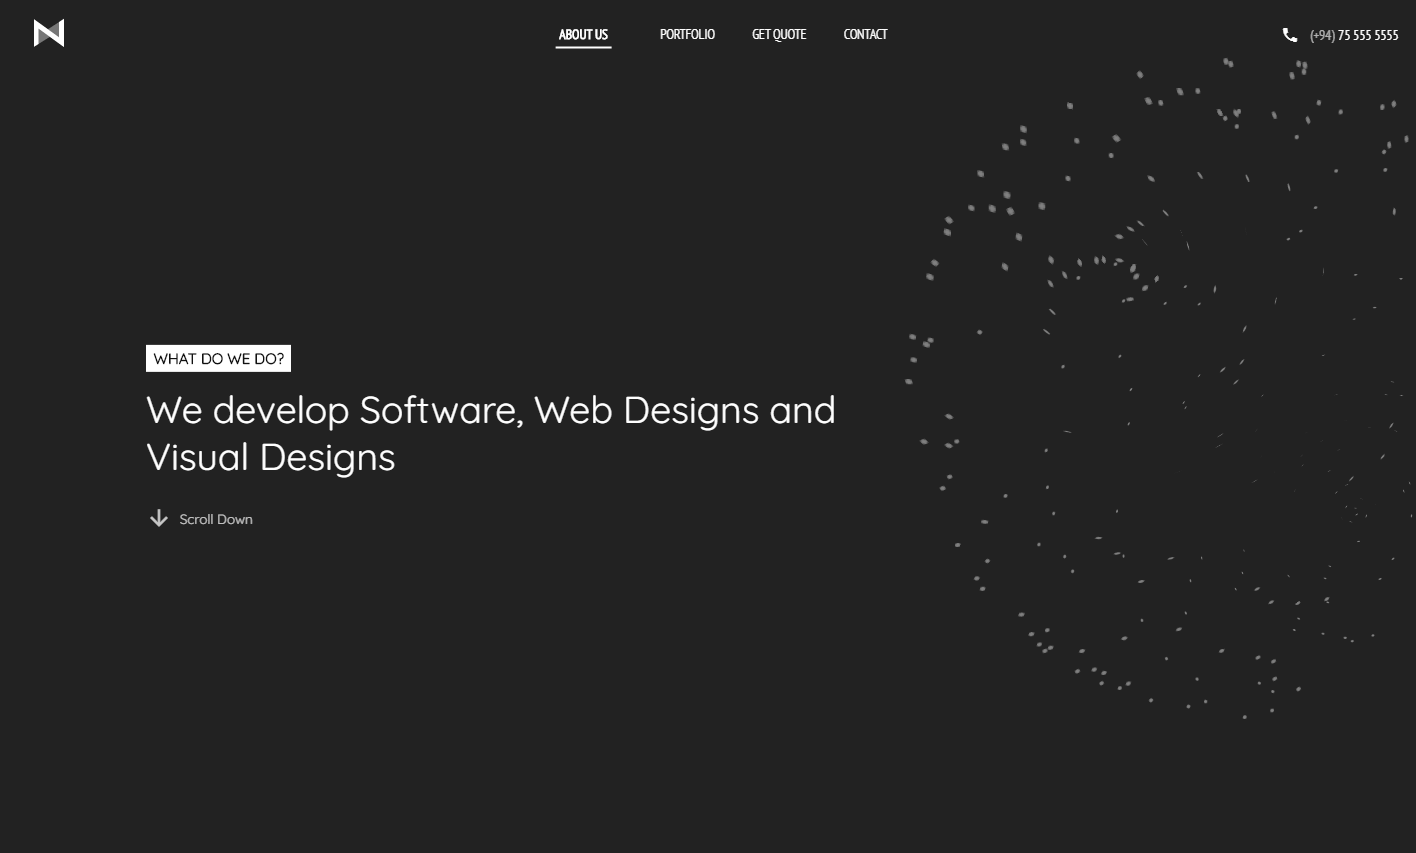 ABOUT US
PORTFOLIO
GET QUOTE
CONTACT
(+94) 75 555 5555
WHAT DO WE DO?
We develop Software, Web Designs and
Visual Designs
Scroll Down